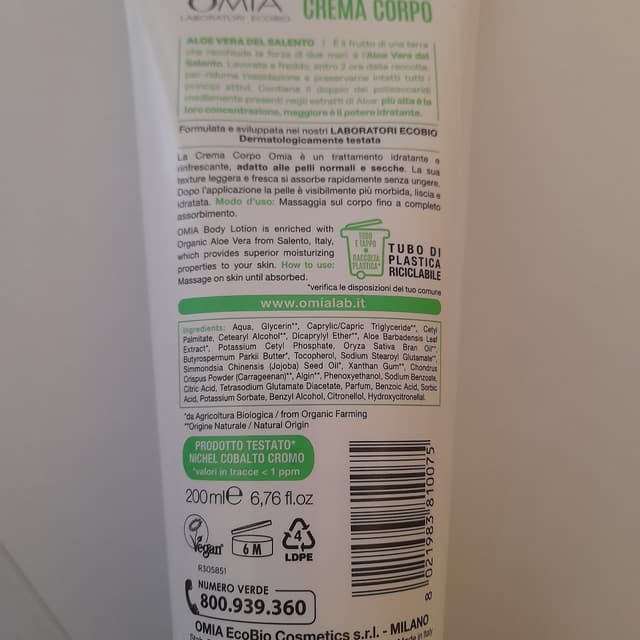 OMIA
LABORATORI ECOBIO
CREMA CORPO
ALOE VERA DEL SALENTO | È il frutto di una terra
che racchiude la forza di due mari e l'Aloe Vera del
Salento. Lavorata a freddo, entro 2 ore dalla raccolta,
per ridurne l'ossidazione e preservarne intatti tutti i
principi attivi. Contiene il doppio dei polisaccaridi
mediamente presenti negli estratti di Aloe: più alta è la
loro concentrazione, maggiore è il potere idratante.
Formulata e sviluppata nei nostri LABORATORI ECOBIO
Dermatologicamente testata
La Crema Corpo Omia è un trattamento idratante e
rinfrescante, adatto alle pelli normali e secche. La sua
texture leggera e fresca si assorbe rapidamente senza ungere.
Dopo l'applicazione la pelle è visibilmente più morbida, liscia e
idratata. Modo d'uso: Massaggia sul corpo fino a completo
assorbimento.
OMIA Body Lotion is enriched with
Organic Aloe Vera from Salento, Italy,
which provides superior moisturizing
properties to your skin. How to use:
Massage on skin until absorbed.
TUBO
E TAPPO
RACCOLTA
PLASTICA*
TUBO DI
PLASTICA
RICICLABILE
*verifica le disposizioni del tuo comune
www.omialab.it
Ingredients: Aqua, Glycerin**, Caprylic/Capric Triglyceride**, Cetyl
Palmitate, Cetearyl Alcohol**, Dicaprylyl Ether**, Aloe Barbadensis Leaf
Extract*, Potassium Cetyl Phosphate, Oryza Sativa Bran Oil**,
Butyrospermum Parkii Butter*, Tocopherol, Sodium Stearoyl Glutamate**,
Simmondsia Chinensis (Jojoba) Seed Oil*, Xanthan Gum**, Chondrus
Crispus Powder (Carrageenan)**, Algin**, Phenoxyethanol, Sodium Benzoate,
Citric Acid, Tetrasodium Glutamate Diacetate, Parfum, Benzoic Acid, Sorbic
Acid, Potassium Sorbate, Benzyl Alcohol, Citronellol, Hydroxycitronellal.
*da Agricoltura Biologica / from Organic Farming
**Origine Naturale / Natural Origin
PRODOTTO TESTATO*
NICHEL COBALTO CROMO
*valori in tracce < 1 ppm
200 ml e 6,76 fl.oz
Vegan
6 M
4
LDPE
R305851
8 021983 810075
NUMERO VERDE
800.939.360
OMIA EcoBio Cosmetics s.r.l. - MILANO
Made in Italy